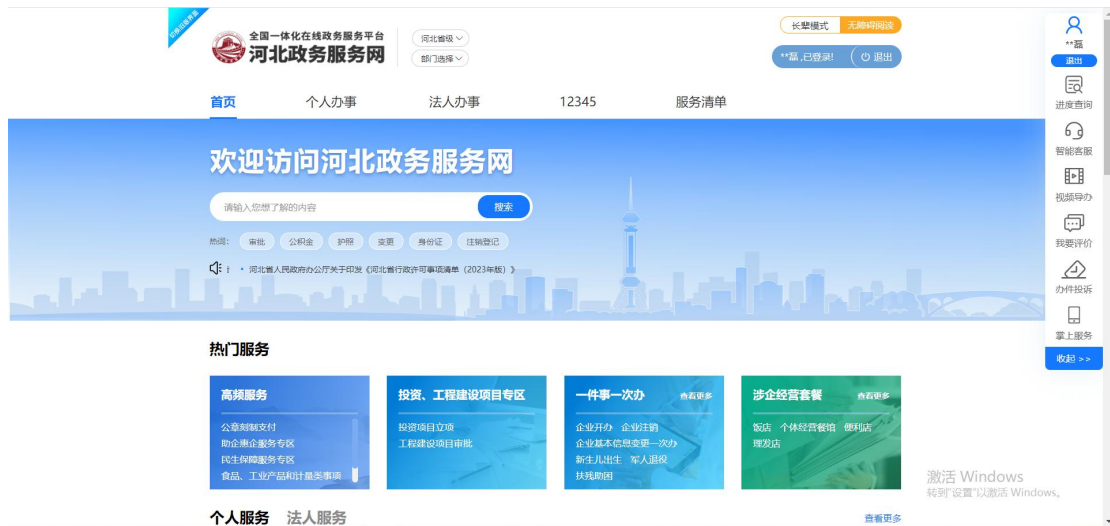 切换旧版界面
全国一体化在线政务服务平台
河北政务服务网
河北省级
部门选择
长辈模式 无障碍阅读
**磊 ,已登录! 退出
首页 个人办事 法人办事 12345 服务清单
欢迎访问河北政务服务网
请输入您想了解的内容 搜索
热词: 审批 公积金 护照 变更 身份证 注销登记
河北省人民政府办公厅关于印发《河北省行政许可事项清单（2023年版）》
热门服务
高频服务
公章刻制支付
助企惠企服务专区
民生保障服务专区
食品、工业产品和计量类事项
投资、工程建设项目专区
投资项目立项
工程建设项目审批
一件事一次办 查看更多
企业开办 企业注销
企业基本信息变更一次办
新生儿出生 军人退役
扶残助困
涉企经营套餐 查看更多
饭店 个体经营餐馆 便利店
理发店
个人服务 法人服务 查看更多
**磊
退出
进度查询
智能客服
视频导办
我要评价
办件投诉
掌上服务
收起 >>
激活 Windows
转到"设置"以激活 Windows。